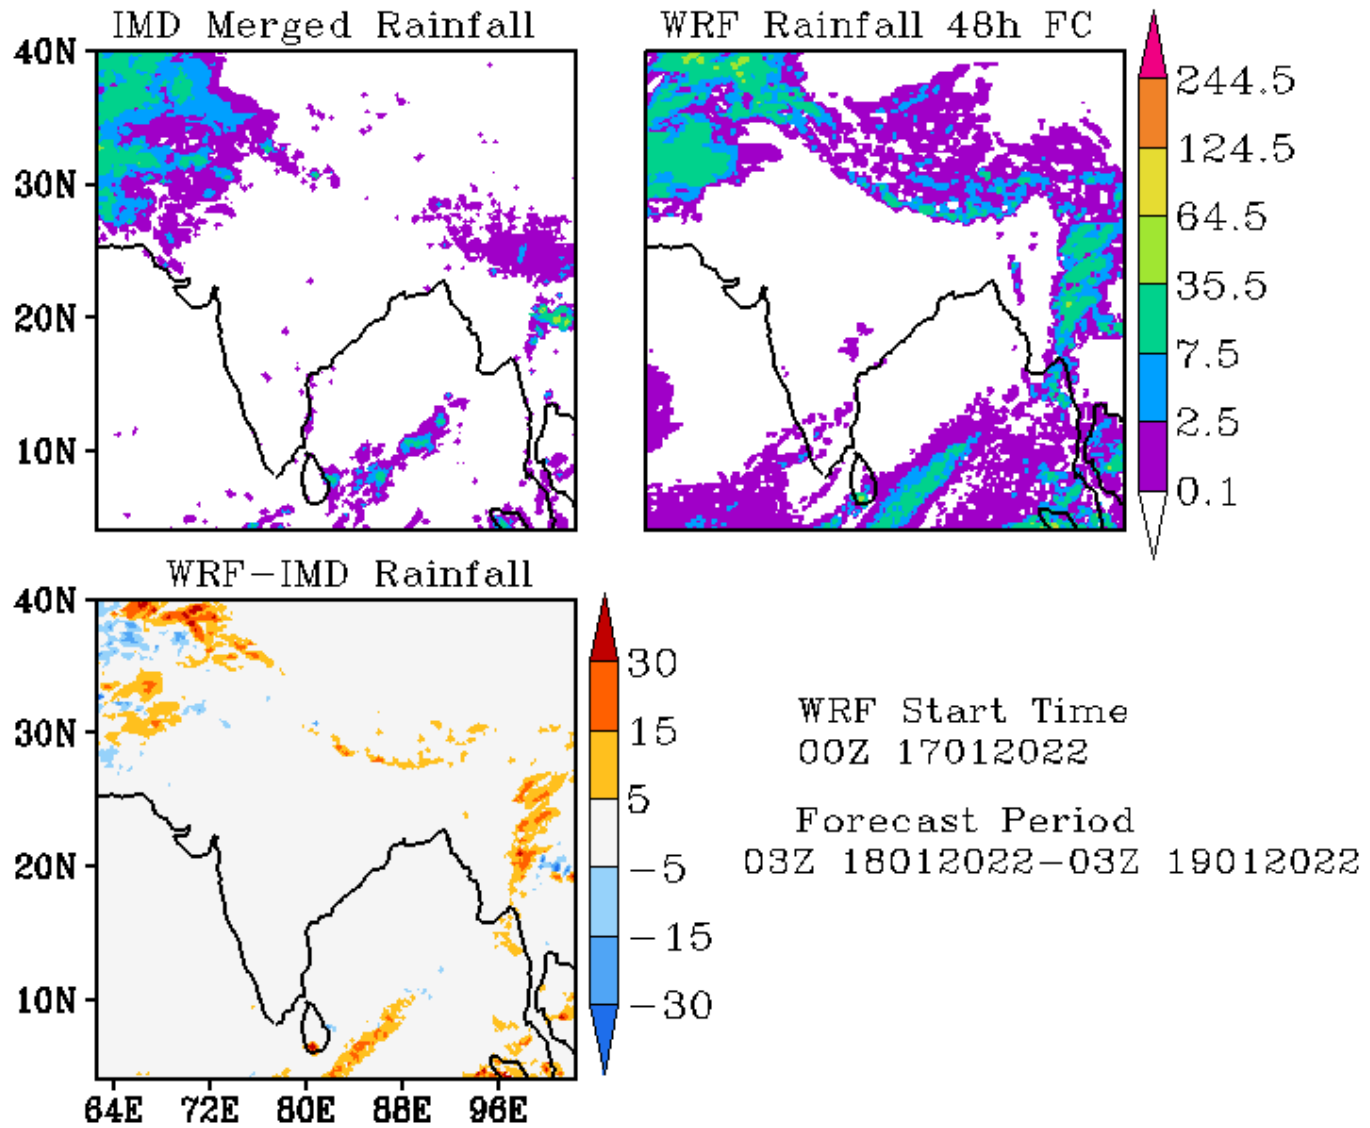 IMD Merged Rainfall
WRF Rainfall 48h FC
40N
30N
20N
10N
244.5
124.5
64.5
35.5
7.5
2.5
0.1
WRF-IMD Rainfall
40N
30N
20N
10N
64E 72E 80E 88E 96E
30
15
5
-5
-15
-30
WRF Start Time
00Z 17012022
Forecast Period
03Z 18012022-03Z 19012022